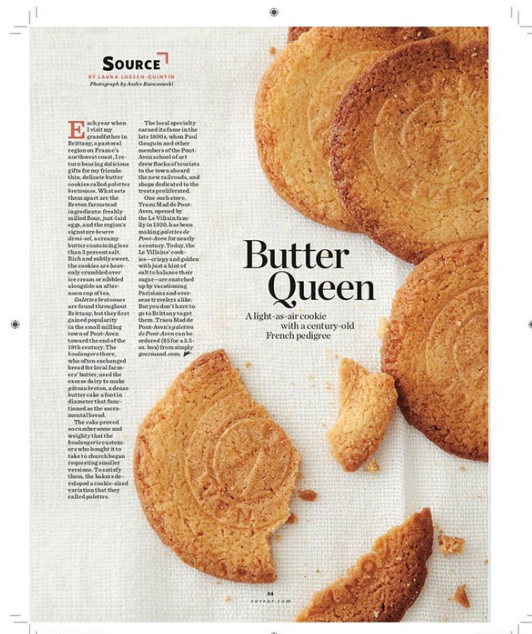 SOURCE
BY LAURA LOESCH-QUINTIN
Photograph by Andre Baranowski
Each year when
I visit my
grandfather in
Brittany, a pastoral
region on France's
northwest coast, I re-
turn bearing delicious
gifts for my friends:
thin, delicate butter
cookies called palettes
bretonnes. What sets
them apart are the
Breton farmstead
ingredients: freshly
milled flour, just-laid
eggs, and the region's
signature beurre
demi-sel, a creamy
butter containing less
than 3 percent salt.
Rich and subtly sweet,
the cookies are heav-
enly crumbled over
ice cream or nibbled
alongside an after-
noon cup of tea.
Galettes bretonnes
are found throughout
Brittany, but they first
gained popularity
in the small milling
town of Pont-Aven
toward the end of the
19th century. The
boulangers there,
who often exchanged
bread for local farm-
ers' butter, used the
excess dairy to make
gâteau breton, a dense
butter cake a foot in
diameter that func-
tioned as the sacra-
mental bread.
The cake proved
so cumbersome and
weighty that the
boulangerie custom-
ers who bought it to
take to church began
requesting smaller
versions. To satisfy
them, the bakers de-
veloped a cookie-sized
variation that they
called palettes.
The local specialty
earned its fame in the
late 1800s, when Paul
Gauguin and other
members of the Pont-
Aven school of art
drew flocks of tourists
to the town aboard
the new railroads, and
shops dedicated to the
treats proliferated.
One such store,
Traou Mad de Pont-
Aven, opened by
the Le Villain fam-
ily in 1920, has been
making palettes de
Pont-Aven for nearly
a century. Today, the
Le Villains' cook-
ies—crispy and golden
with just a hint of
salt to balance their
sugar—are snatched
up by vacationing
Parisians and over-
seas travelers alike.
But you don't have to
go to Brittany to get
them. Traou Mad de
Pont-Aven's galettes
de Pont-Aven can be
ordered ($5 for a 3.5-
oz. box) from simply
gourmand.com.
Butter
Queen
A light-as-air cookie
with a century-old
French pedigree
34
saveur.com